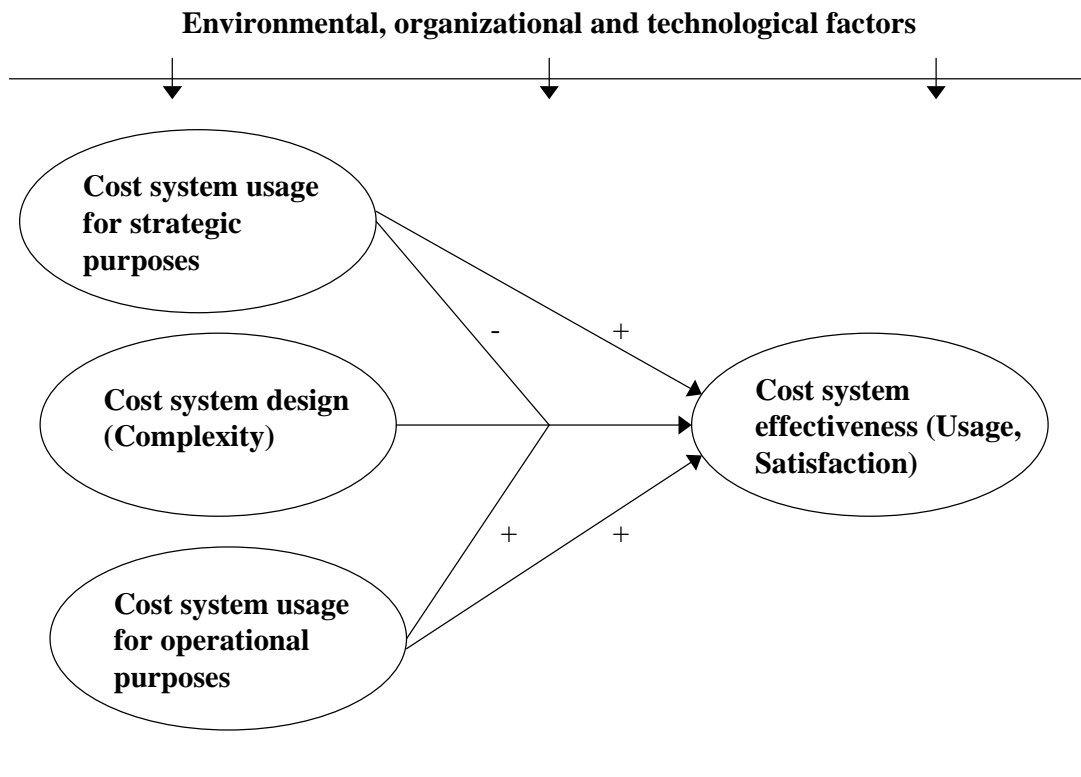 Environmental, organizational and technological factors
Cost system usage
for strategic
purposes
-
+
Cost system design
(Complexity)
Cost system
effectiveness (Usage,
Satisfaction)
+
+
Cost system usage
for operational
purposes